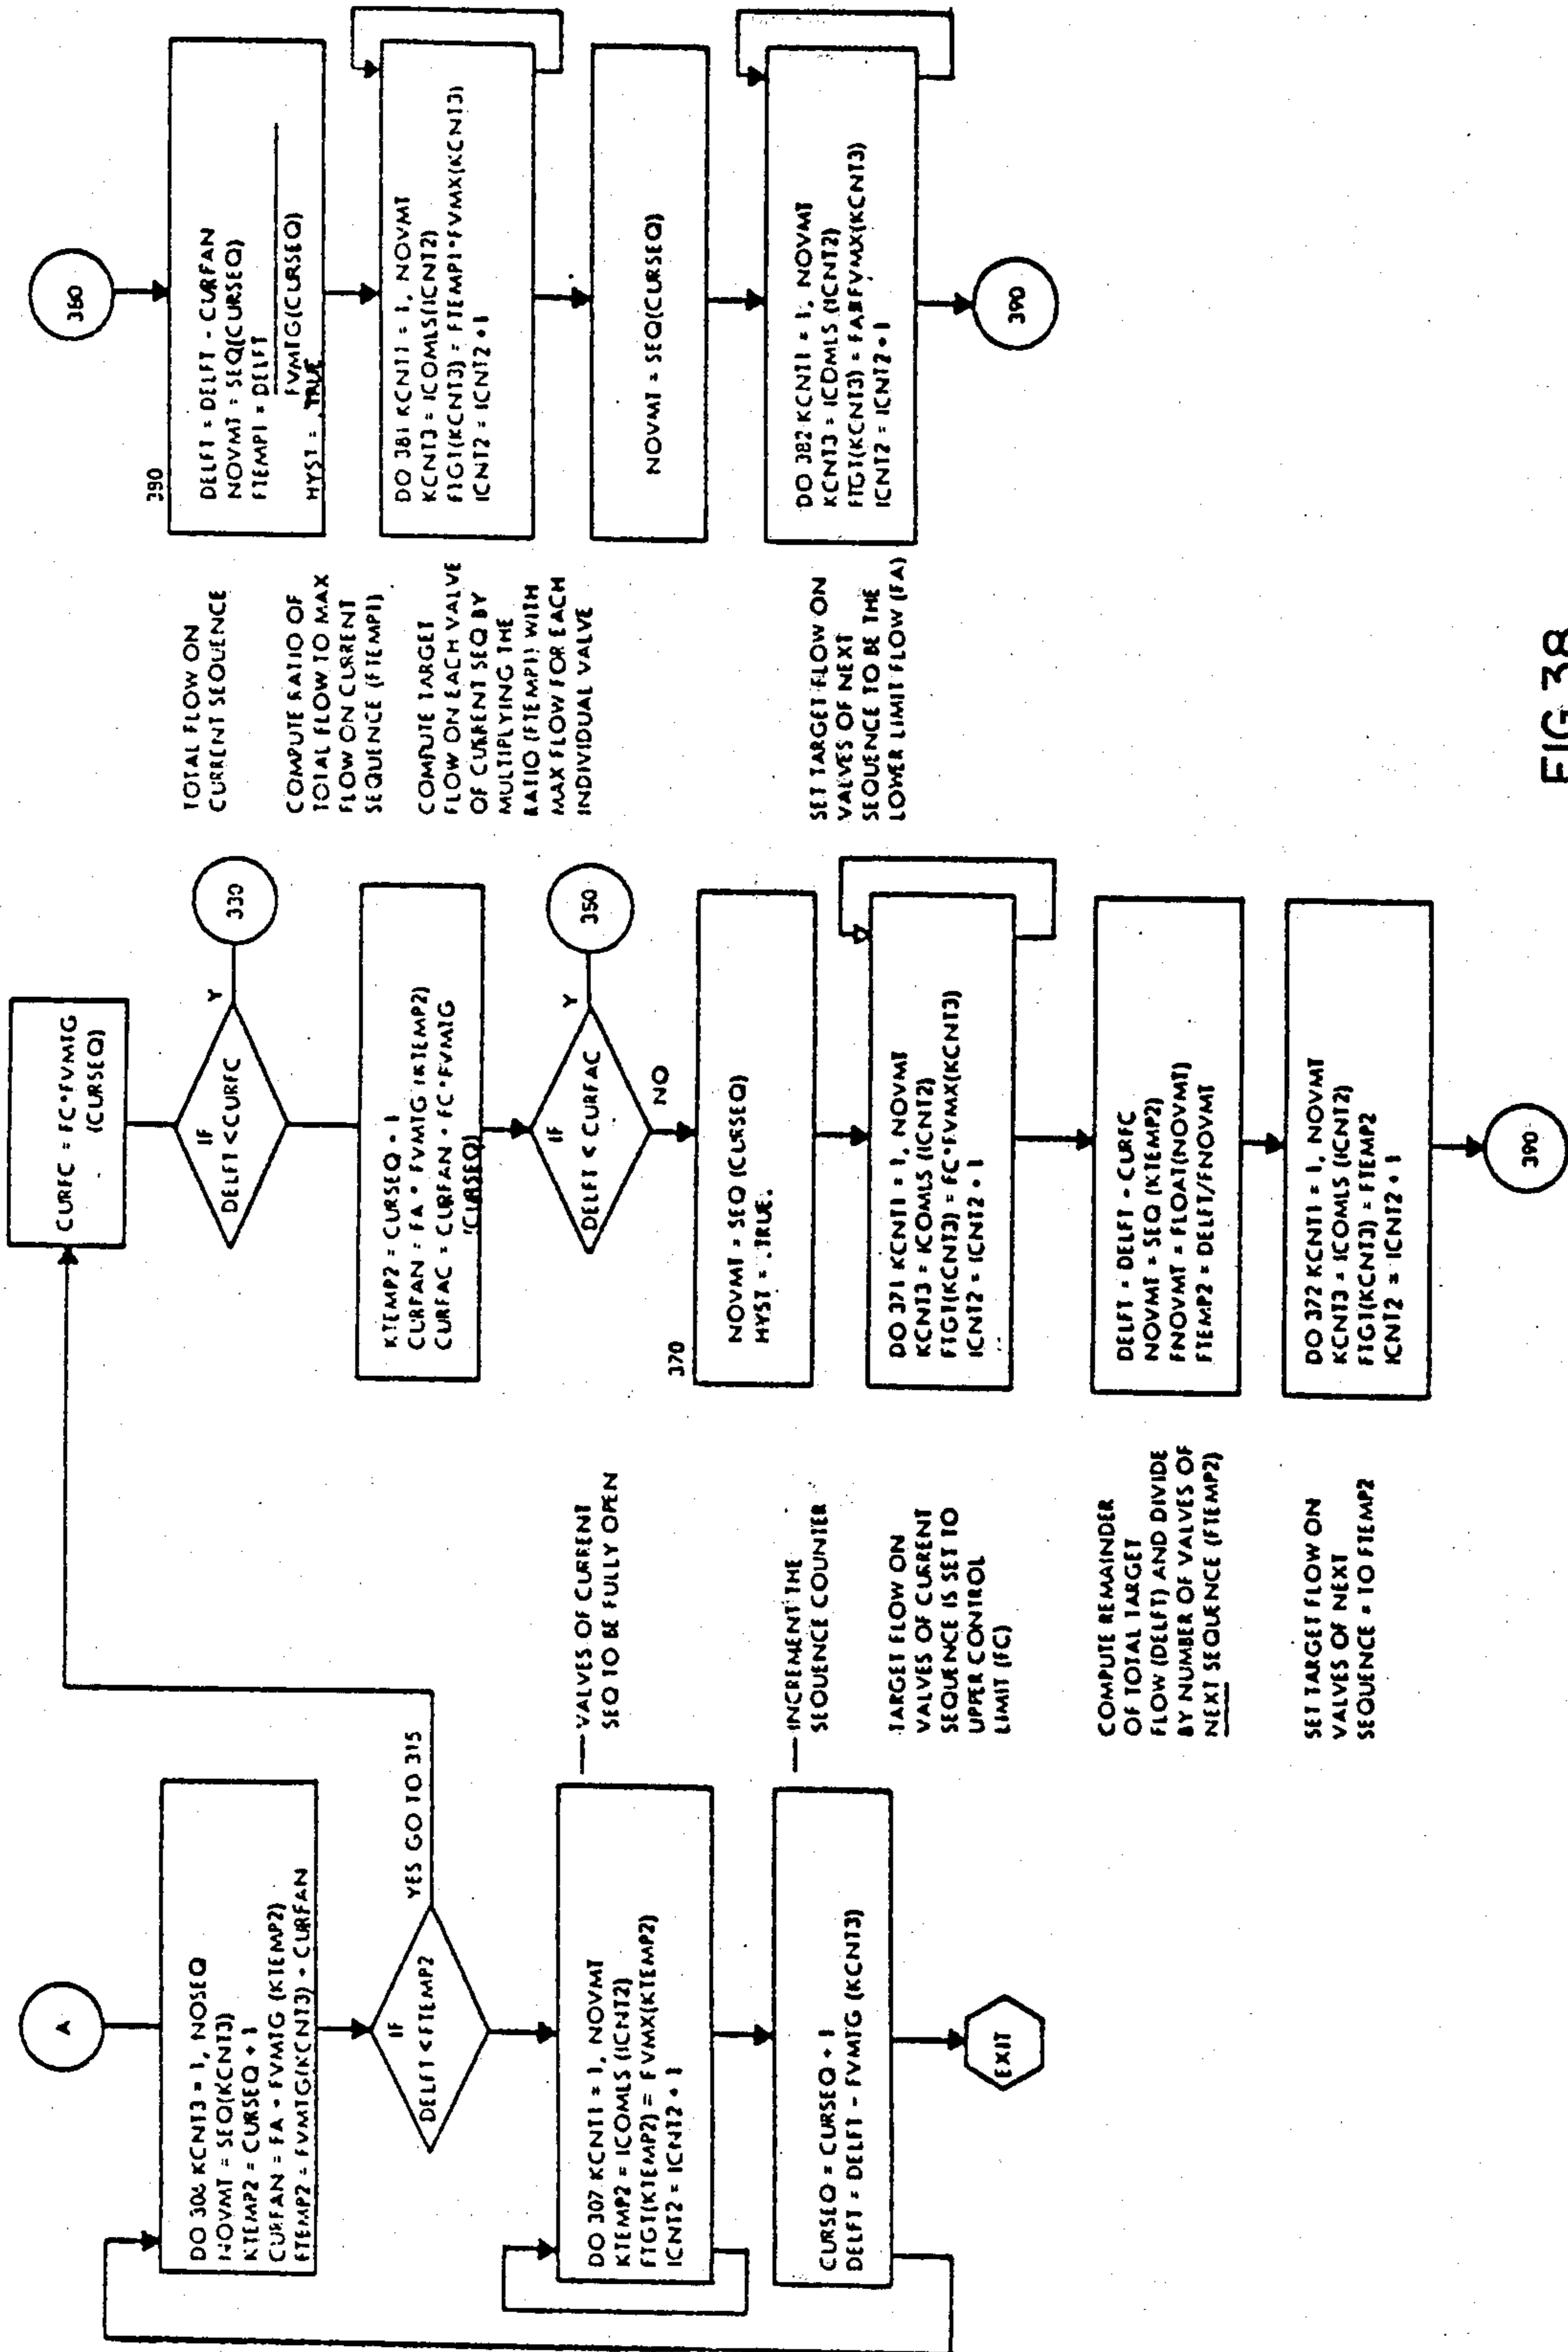 A
DO 306 KCNT3 = 1, NOSEQ
NOVMT = SEQ(KCNT3)
KTEMP2 = CURSEQ + 1
CURFAN = FA * FVMTG (KTEMP2)
FTEMP2 = FVMTG(KCNT3) + CURFAN
IF
DELFT < FTEMP2
YES GO TO 315
DO 307 KCNT1 = 1, NOVMT
KTEMP2 = ICOMLS (ICNT2)
FTGT(KTEMP2) = FVMX(KTEMP2)
ICNT2 = ICNT2 + 1
VALVES OF CURRENT
SEQ TO BE FULLY OPEN
CURSEQ = CURSEQ + 1
DELFT = DELFT - FVMTG (KCNT3)
INCREMENT THE
SEQUENCE COUNTER
EXIT
CURFC = FC*FVMTG
(CURSEQ)
IF
DELFT < CURFC
Y
330
KTEMP2 = CURSEQ + 1
CURFAN = FA * FVMTG (KTEMP2)
CURFAC = CURFAN + FC*FVMTG
(CURSEQ)
IF
DELFT < CURFAC
Y
350
NO
370
NOVMT = SEQ (CURSEQ)
HYST = .TRUE.
TARGET FLOW ON
VALVES OF CURRENT
SEQUENCE IS SET TO
UPPER CONTROL
LIMIT (FC)
DO 371 KCNT1 = 1, NOVMT
KCNT3 = ICOMLS (ICNT2)
FTGT(KCNT3) = FC*FVMX(KCNT3)
ICNT2 = ICNT2 + 1
COMPUTE REMAINDER
OF TOTAL TARGET
FLOW (DELFT) AND DIVIDE
BY NUMBER OF VALVES OF
NEXT SEQUENCE (FTEMP2)
DELFT = DELFT - CURFC
NOVMT = SEQ (KTEMP2)
FNOVMT = FLOAT(NOVMT)
FTEMP2 = DELFT/FNOVMT
SET TARGET FLOW ON
VALVES OF NEXT
SEQUENCE = TO FTEMP2
DO 372 KCNT1 = 1, NOVMT
KCNT3 = ICOMLS (ICNT2)
FTGT(KCNT3) = FTEMP2
ICNT2 = ICNT2 + 1
390
380
390
TOTAL FLOW ON
CURRENT SEQUENCE
COMPUTE RATIO OF
TOTAL FLOW TO MAX
FLOW ON CURRENT
SEQUENCE (FTEMP1)
DELFT = DELFT - CURFAN
NOVMT = SEQ(CURSEQ)
FTEMP1 = DELFT
FVMTG(CURSEQ)
HYST = .TRUE
COMPUTE TARGET
FLOW ON EACH VALVE
OF CURRENT SEQ BY
MULTIPLYING THE
RATIO (FTEMP1) WITH
MAX FLOW FOR EACH
INDIVIDUAL VALVE
DO 381 KCNT1 = 1, NOVMT
KCNT3 = ICOMLS(ICNT2)
FTGT(KCNT3) = FTEMP1*FVMX(KCNT3)
ICNT2 = ICNT2 + 1
NOVMT = SEQ(CURSEQ)
SET TARGET FLOW ON
VALVES OF NEXT
SEQUENCE TO BE THE
LOWER LIMIT FLOW (FA)
DO 382 KCNT1 = 1, NOVMT
KCNT3 = ICOMLS (ICNT2)
FTGT(KCNT3) = FA*FVMX(KCNT3)
ICNT2 = ICNT2 + 1
390
FIG 38